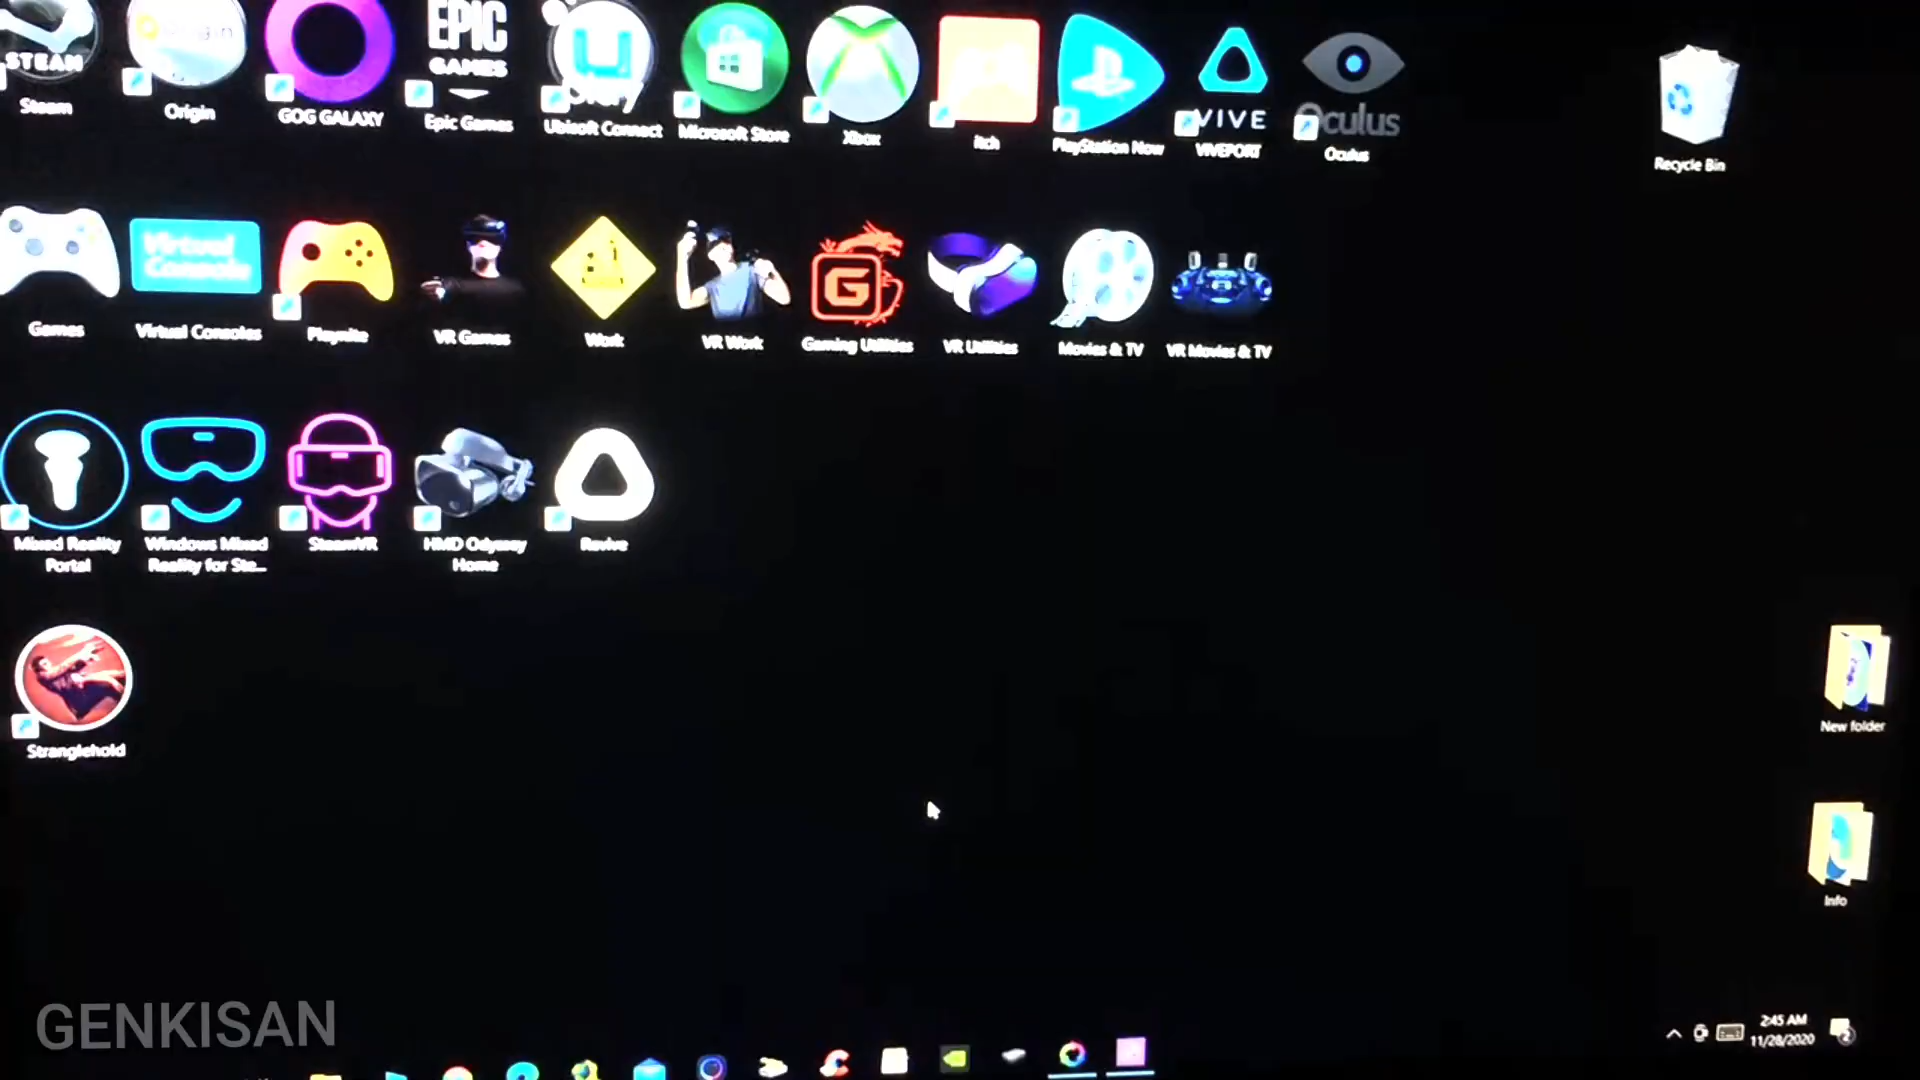 STEAM
Steam
Origin
GOG GALAXY
EPIC
GAMES
Epic Games
Ubisoft Connect
Microsoft Store
Xbox
itch
PlayStation Now
VIVE
VIVEPORT
Oculus
Oculus
Recycle Bin
Games
Virtual
Console
Virtual Consoles
Playnite
VR Games
Work
VR Work
G
Gaming Utilities
VR Utilities
Movies & TV
VR Movies & TV
Mixed Reality
Portal
Windows Mixed
Reality for Ste...
SteamVR
HMD Odyssey
Home
Revive
Stranglehold
New folder
Info
GENKISAN
2:45 AM
11/28/2020
2